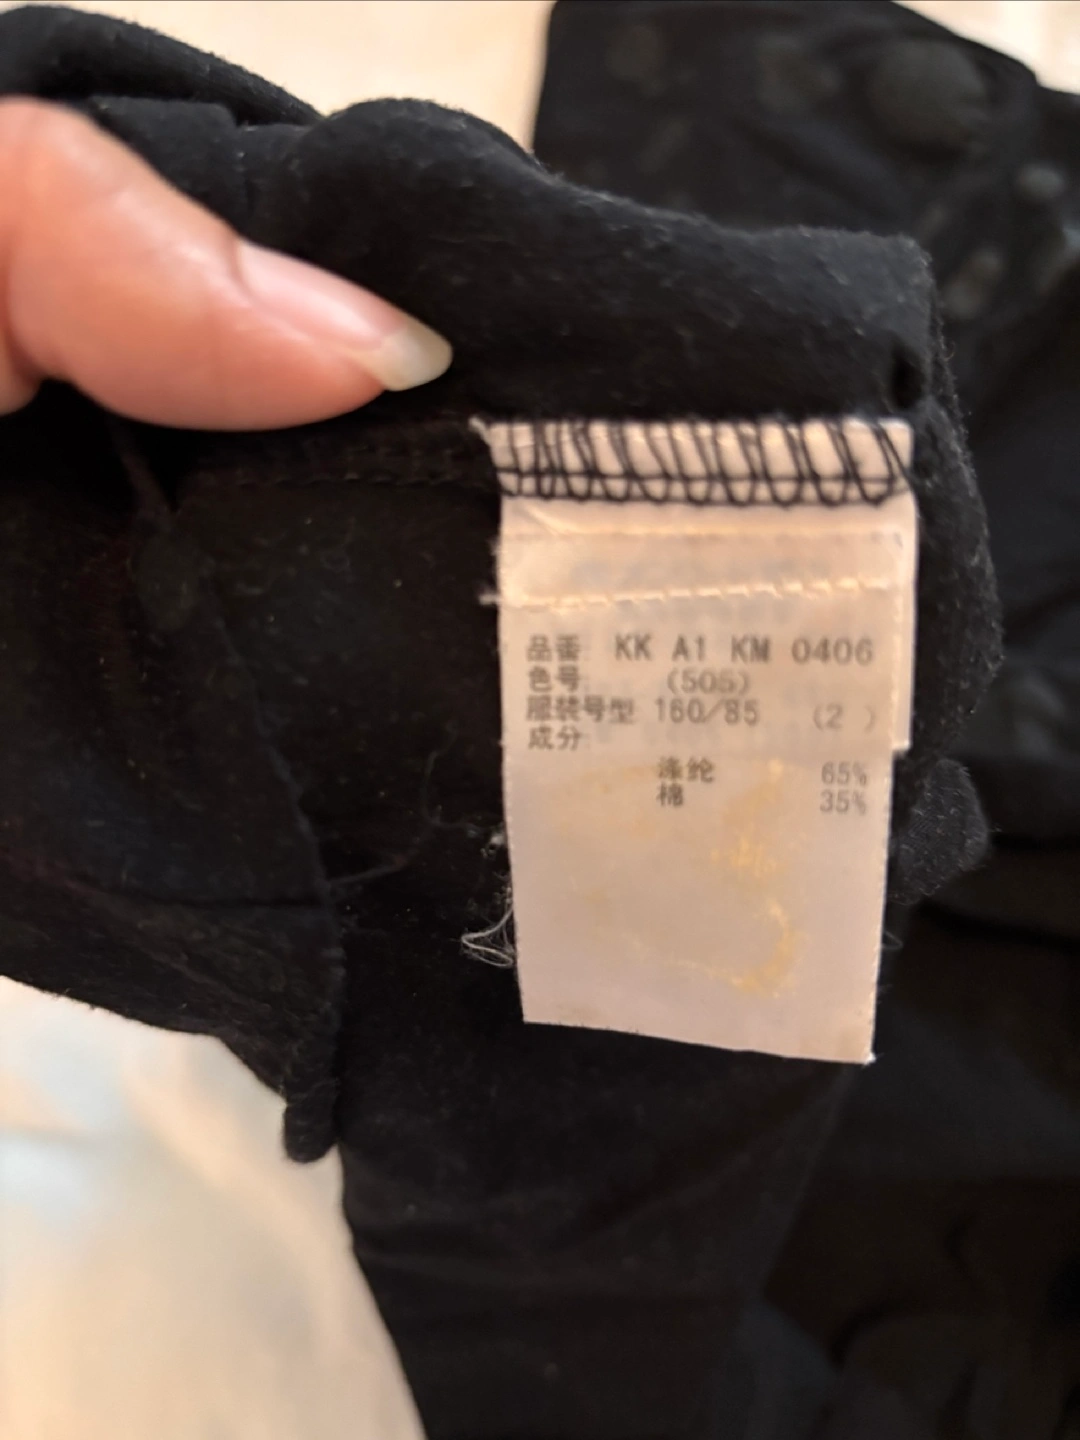 品番: KK A1 KM 0406
色号: (505)
服装号型 160/85 (2 )
成分:
涤纶 65%
棉 35%